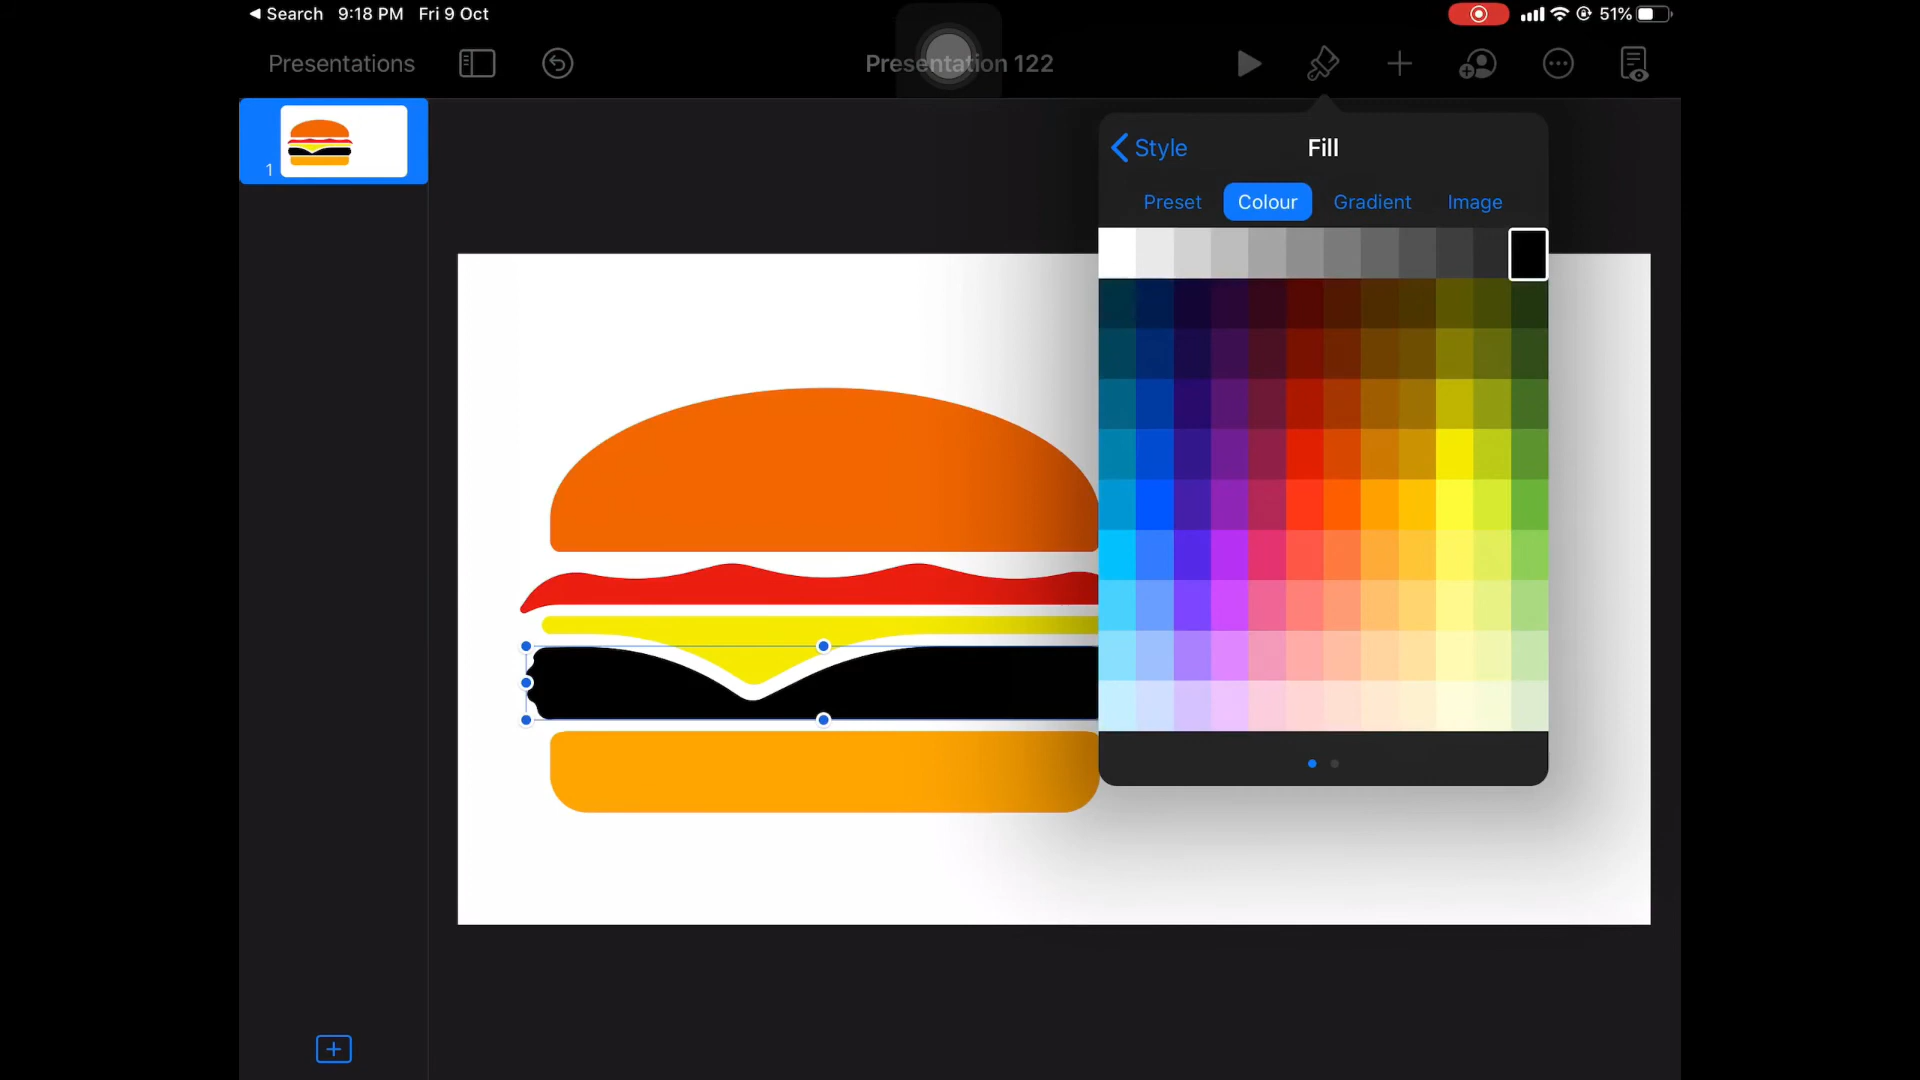 Search 9:18 PM Fri 9 Oct 51%
Presentations Presentation 122
1
Style Fill
Preset Colour Gradient Image